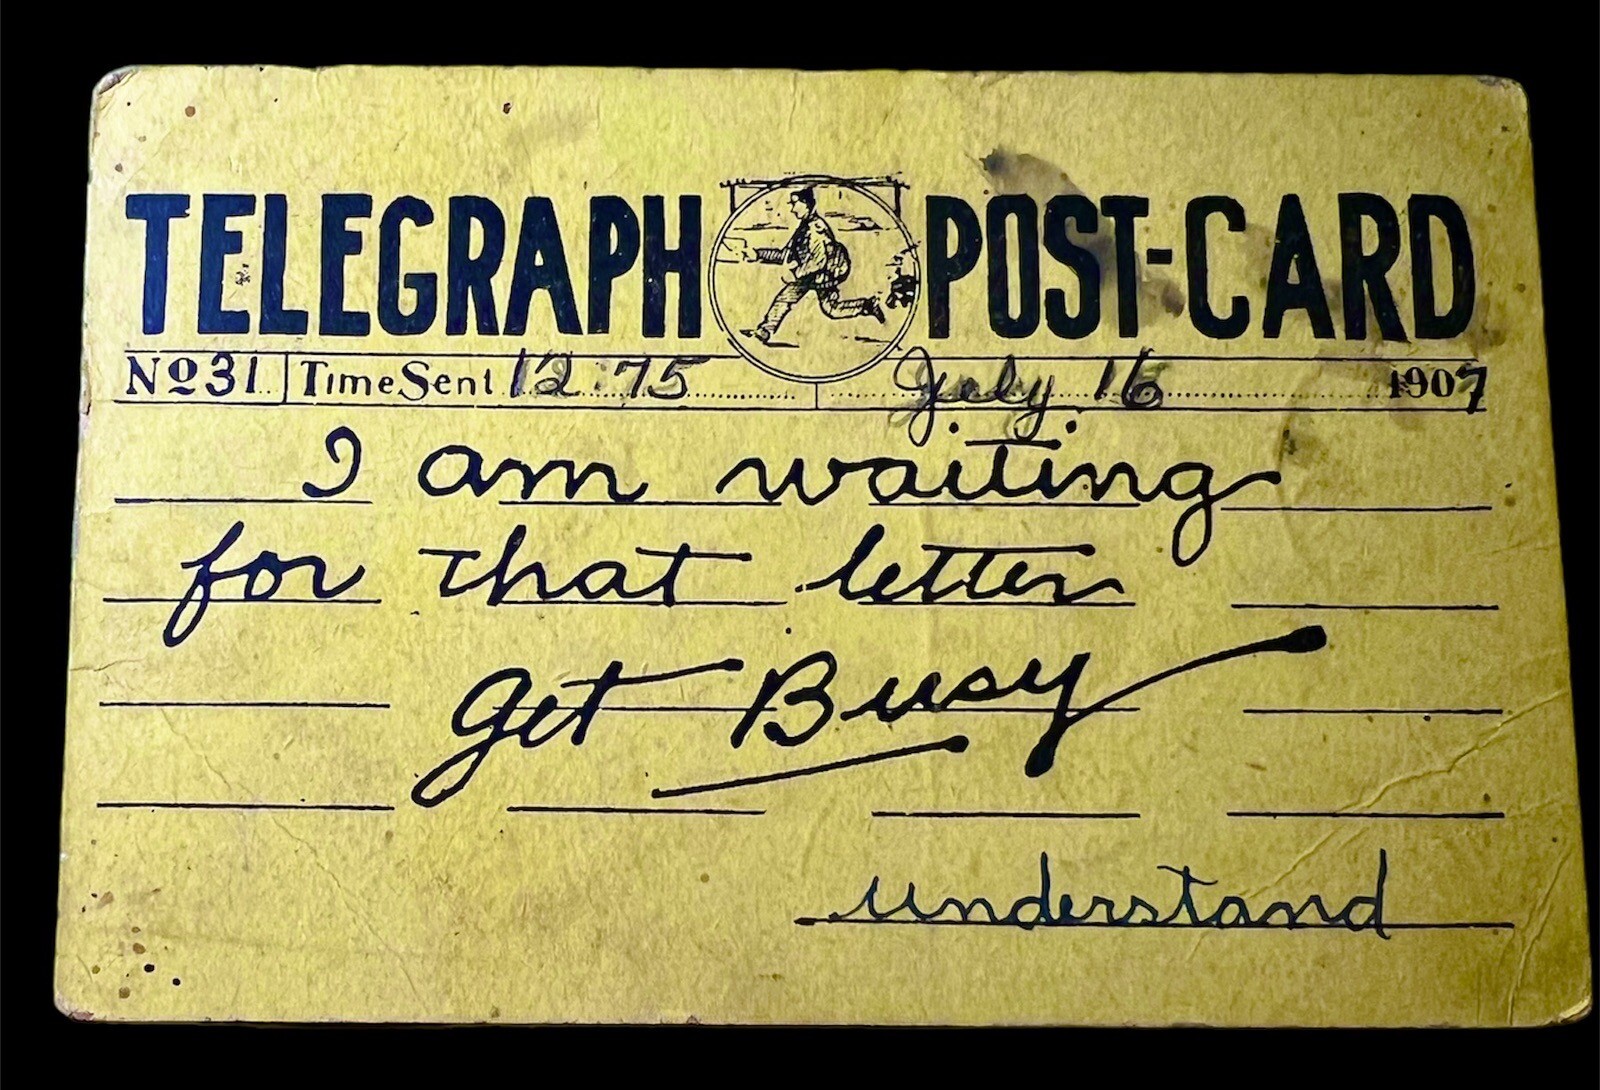 TELEGRAPH POST-CARD
No 31 Time Sent 12:75 July 16 1907
I am waiting
for that letter
get Busy
understand